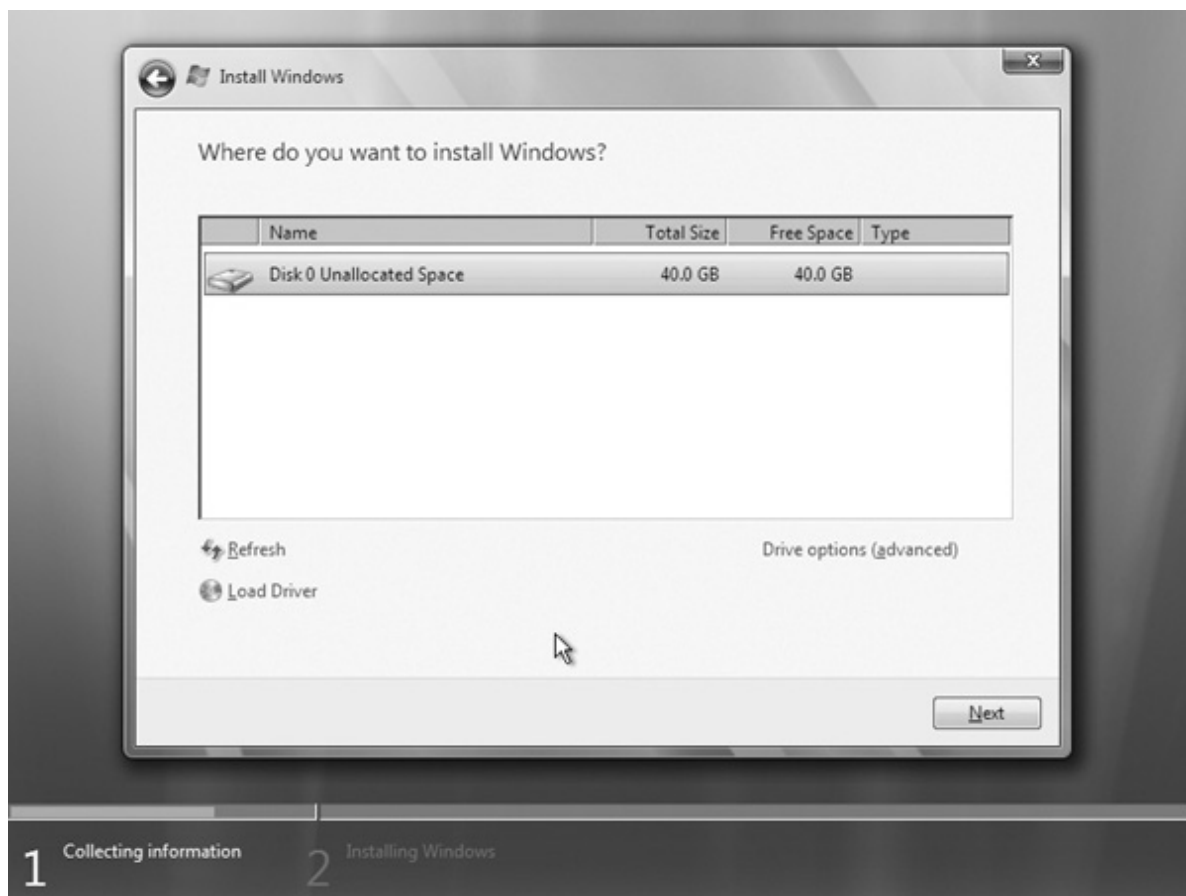 Install Windows
Where do you want to install Windows?
Name Total Size Free Space Type
Disk 0 Unallocated Space 40.0 GB 40.0 GB
Refresh
Drive options (advanced)
Load Driver
Next
1 Collecting information 2 Installing Windows